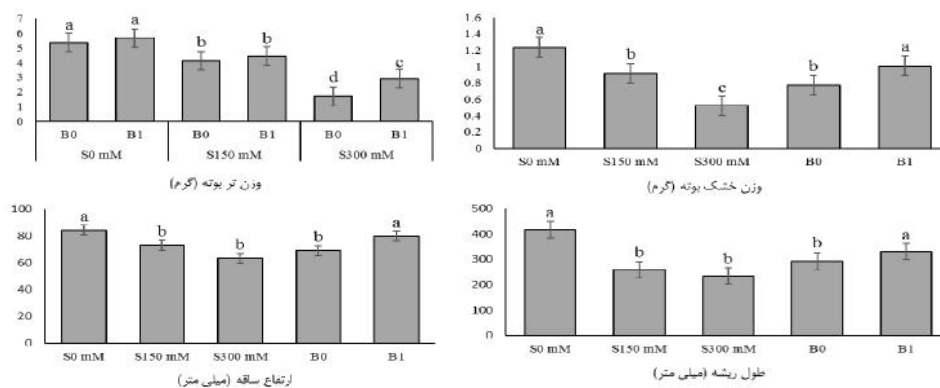 7
6
5
4
3
2
1
0
a a b b d c
B0 B1 B0 B1 B0 B1
S0 mM S150 mM S300 mM
وزن تر بوته (گرم)
1.6
1.4
1.2
1
0.8
0.6
0.4
0.2
0
a b c b a
S0 mM S150 mM S300 mM B0 B1
وزن خشک بوته (گرم)
100
80
60
40
20
0
a b b b a
S0 mM S150 mM S300 mM B0 B1
ارتفاع ساقه (میلی متر)
500
400
300
200
100
0
a b b b a
S0 mM S150 mM S300 mM B0 B1
طول ریشه (میلی متر)